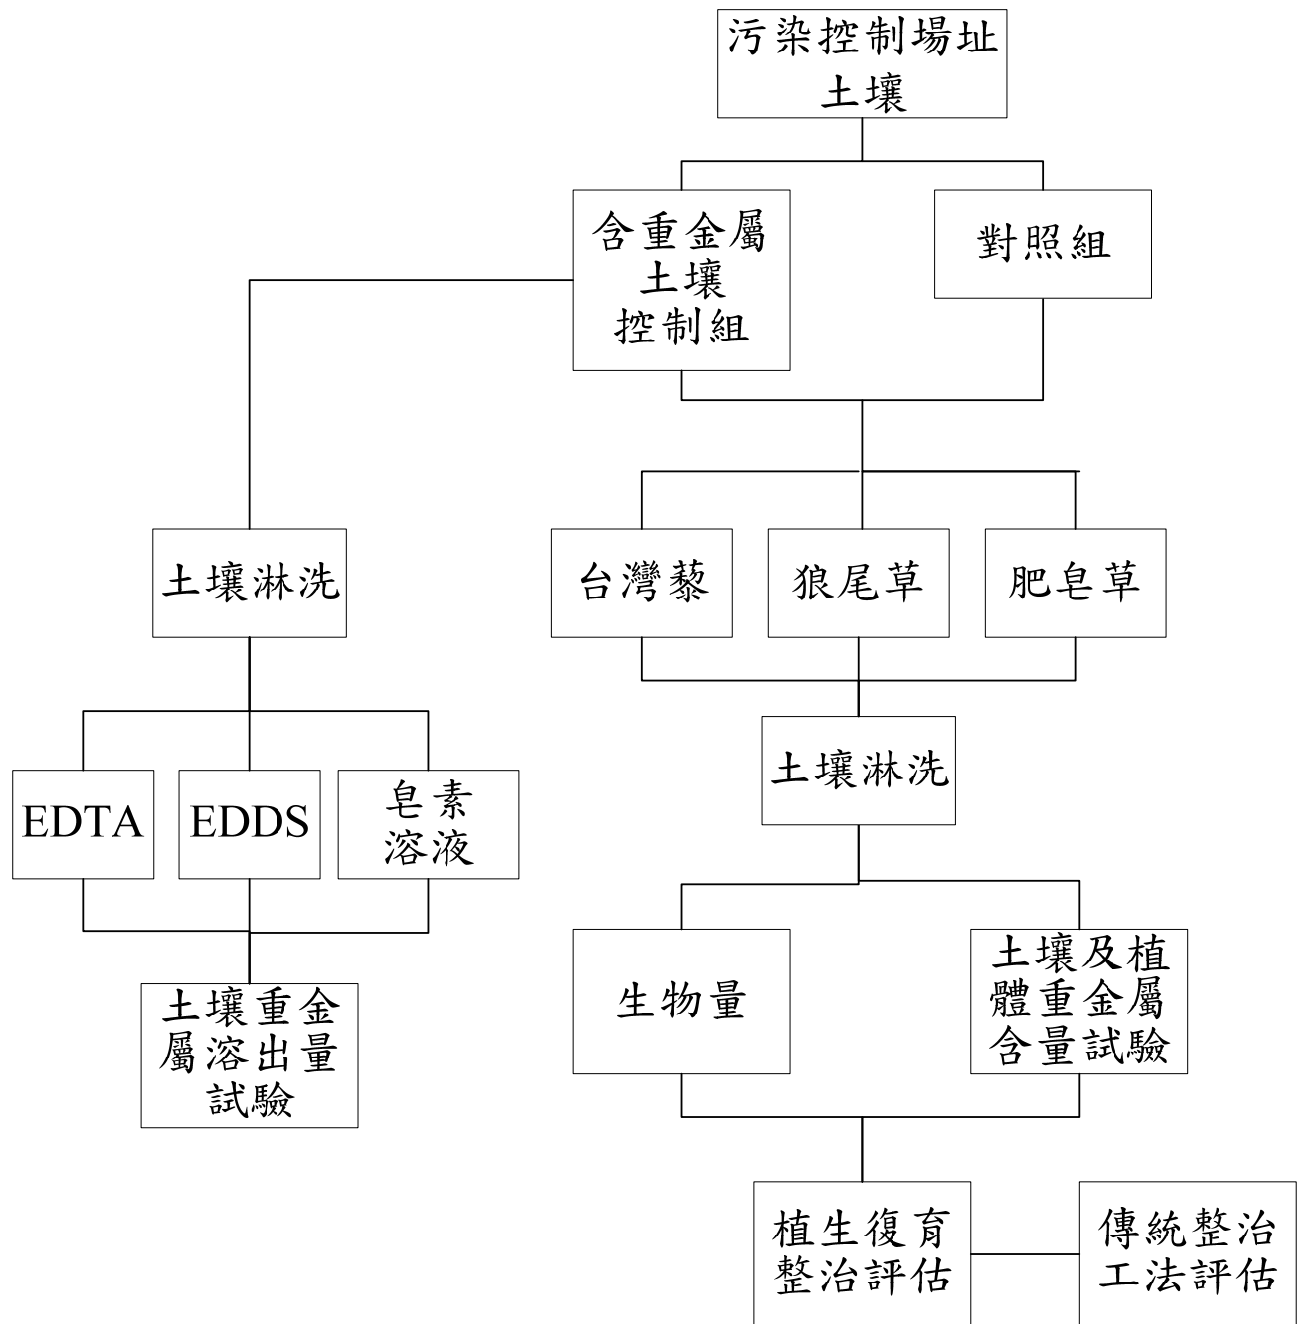 污染控制場址
土壤
含重金屬
土壤
控制組
對照組
土壤淋洗
台灣藜
狼尾草
肥皂草
土壤淋洗
EDTA
EDDS
皂素
溶液
生物量
土壤及植
體重金屬
含量試驗
土壤重金
屬溶出量
試驗
植生復育
整治評估
傳統整治
工法評估